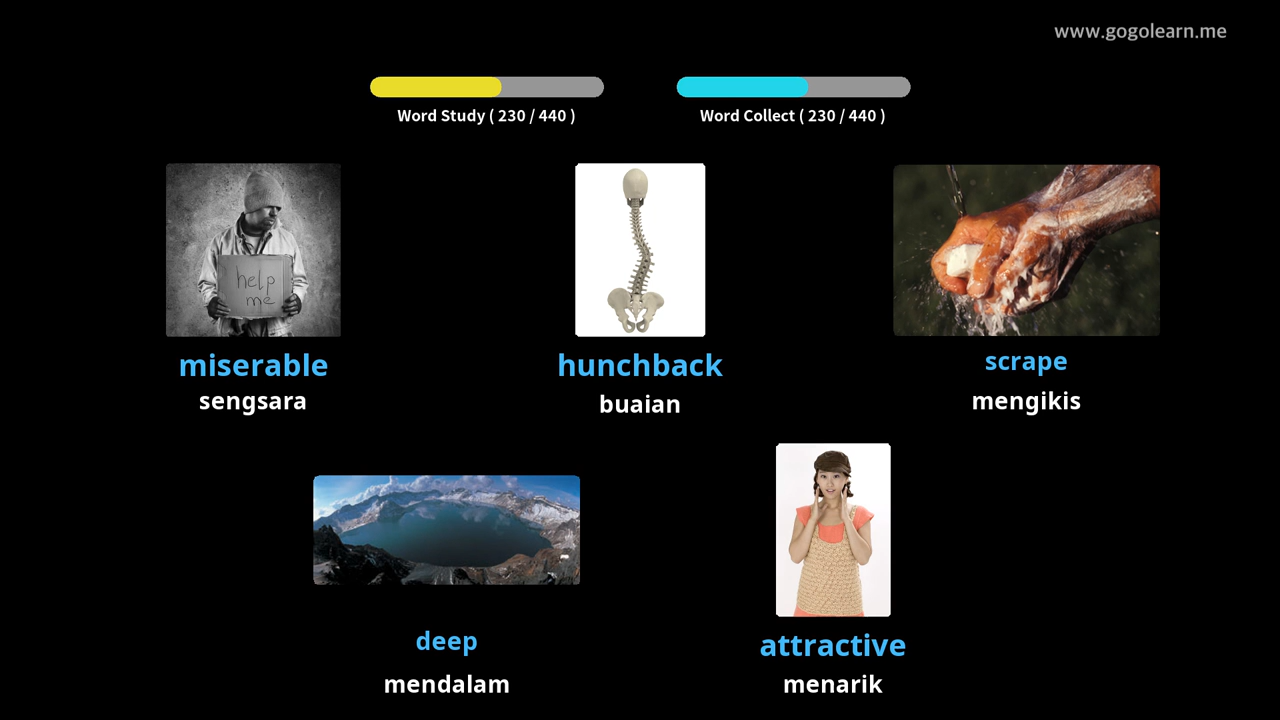 www.gogolearn.me
Word Study ( 230 / 440 )
Word Collect ( 230 / 440 )
help
me
miserable
sengsara
hunchback
buaian
scrape
mengikis
deep
mendalam
attractive
menarik